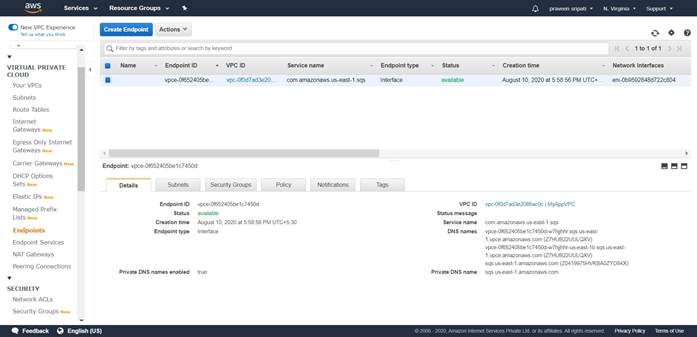 aws Services Resource Groups praveen sripati N. Virginia Support
New VPC Experience
Tell us what you think
Create Endpoint Actions
Filter by tags and attributes or search by keyword
1 to 1 of 1
Name Endpoint ID VPC ID Service name Endpoint type Status Creation time Network Interfaces
vpce-0f652405be... vpc-0f0d7ad3e20... com.amazonaws.us-east-1.sqs Interface available August 10, 2020 at 5:58:56 PM UTC+... eni-0b9592848d722c804
VIRTUAL PRIVATE
CLOUD
Your VPCs
Subnets
Route Tables
Internet
Gateways New
Egress Only Internet
Gateways New
Carrier Gateways New
DHCP Options
Sets New
Elastic IPs New
Managed Prefix
Lists New
Endpoints
Endpoint Services
NAT Gateways
Peering Connections
SECURITY
Network ACLs
Security Groups New
Endpoint: vpce-0f652405be1c7450d
Details Subnets Security Groups Policy Notifications Tags
Endpoint ID vpce-0f652405be1c7450d
Status available
Creation time August 10, 2020 at 5:58:56 PM UTC+5:30
Endpoint type Interface
Private DNS names enabled true
VPC ID vpc-0f0d7ad3e2086ac0c | MyAppVPC
Status message
Service name com.amazonaws.us-east-1.sqs
DNS names vpce-0f652405be1c7450d-w7hjhhr.sqs.us-east-
1.vpce.amazonaws.com (Z7HUB22UULQXV)
vpce-0f652405be1c7450d-w7hjhhr-us-east-1b.sqs.us-east-
1.vpce.amazonaws.com (Z7HUB22UULQXV)
sqs.us-east-1.amazonaws.com
Private DNS name sqs.us-east-1.amazonaws.com
Feedback English (US) © 2008 - 2020, Amazon Internet Services Private Ltd. or its affiliates. All rights reserved. Privacy Policy Terms of Use